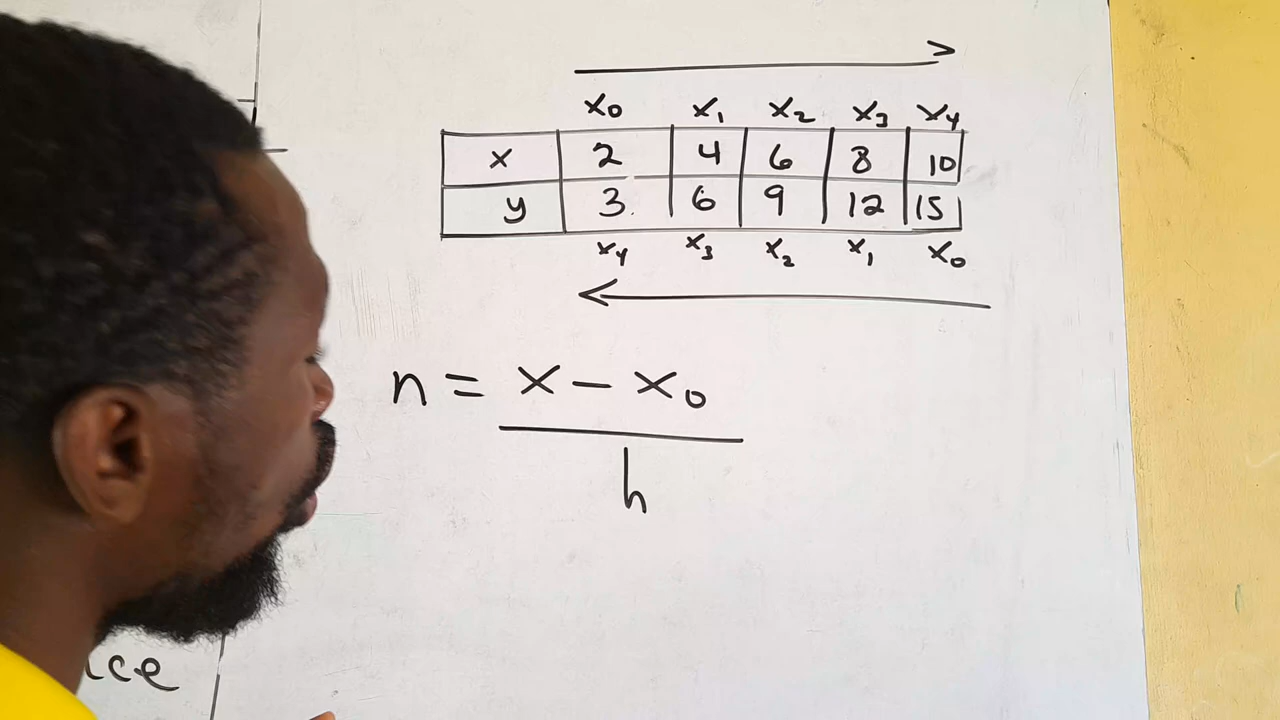 x₀ x₁ x₂ x₃ x₄
x 2 4 6 8 10
y 3. 6 9 12 15
x₄ x₃ x₂ x₁ x₀
n = x - x₀
h